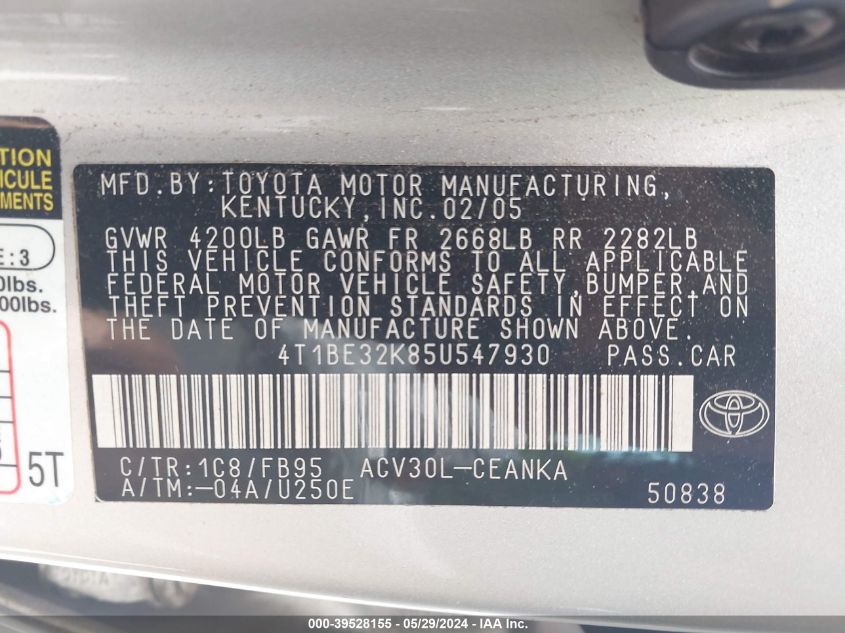 TION
HICULE
MENTS
E:3
0lbs.
00lbs.
5T
MFD.BY:TOYOTA MOTOR MANUFACTURING,
KENTUCKY,INC.02/05
GVWR 4200LB GAWR FR 2668LB RR 2282LB
THIS VEHICLE CONFORMS TO ALL APPLICABLE
FEDERAL MOTOR VEHICLE SAFETY,BUMPER,AND
THEFT PREVENTION STANDARDS IN EFFECT ON
THE DATE OF MANUFACTURE SHOWN ABOVE.
4T1BE32K85U547930 PASS.CAR
C/TR:1C8/FB95 ACV30L-CEANKA
A/TM:-04A/U250E 50838
TOYOTA
*** 000-39528155 - 05/29/2024 - IAA Inc. ***